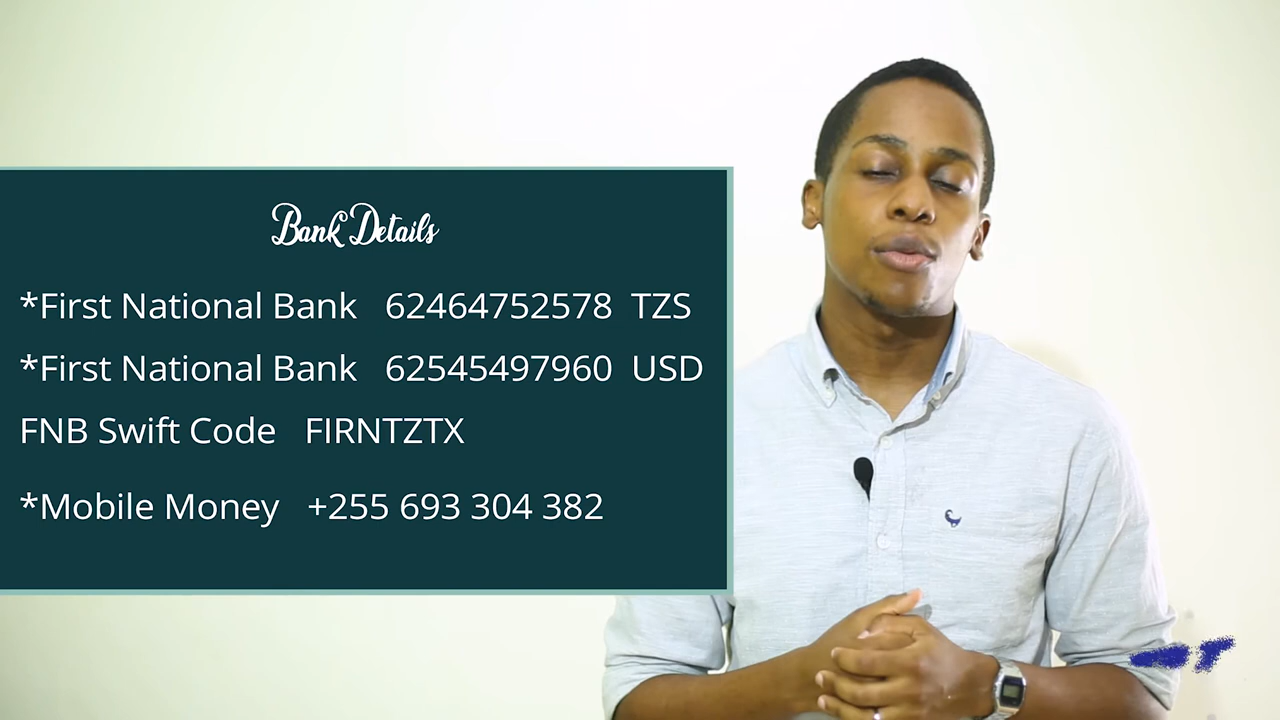 Bank Details
*First National Bank 62464752578 TZS
*First National Bank 62545497960 USD
FNB Swift Code FIRNTZTX
*Mobile Money +255 693 304 382